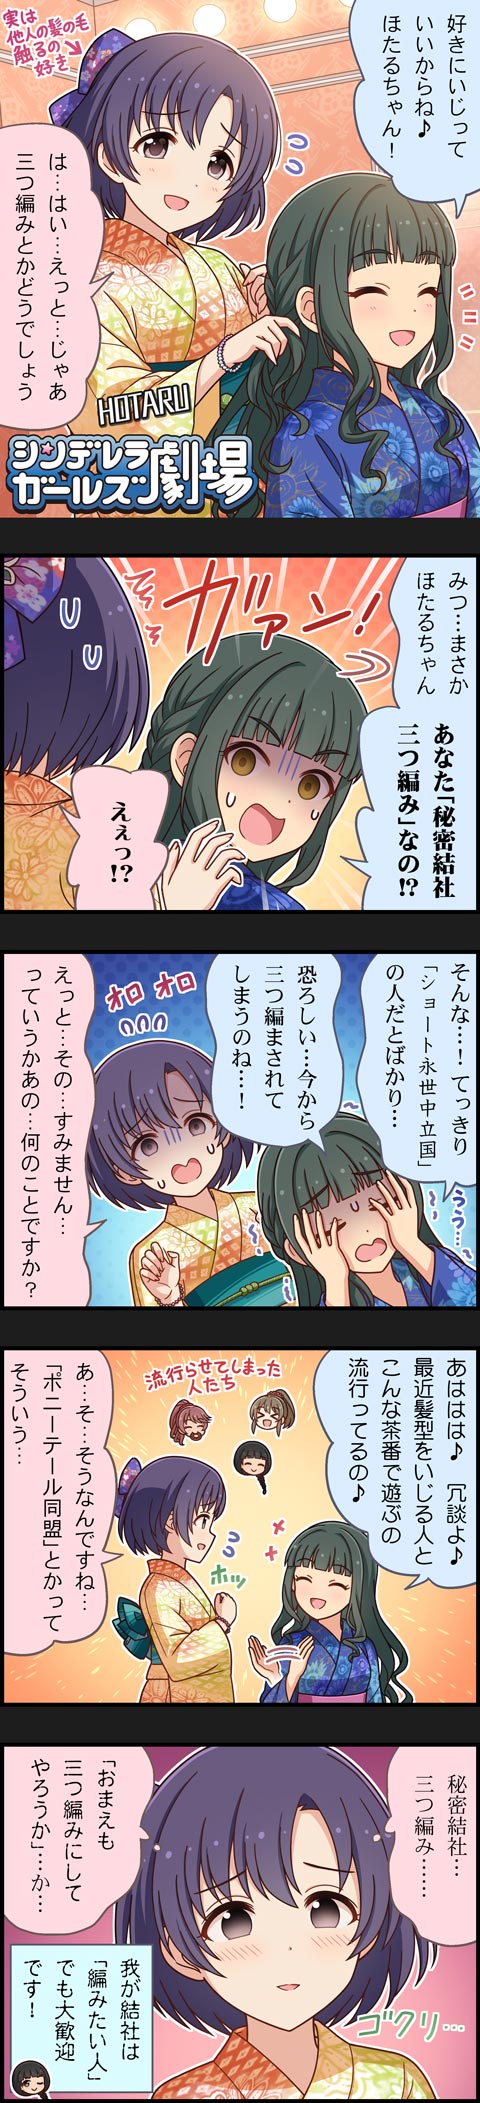 好きにいじって
いいからね♪
ほたるちゃん！
実は
他人の髪の毛
触るの
好き
は…はい…えっと…じゃあ
三つ編みとかどうでしょう
HOTARU
シンデレラ
ガールズ劇場
みつ…まさか
ほたるちゃん
あなた「秘密結社
三つ編み」なの!?
ガァン！
えぇっ!?
そんな…！てっきり
「ショート永世中立国」
の人だとばかり…
うう…
恐ろしい…今から
三つ編まされて
しまうのね…！
オロオロ
えっと…その…すみません…
っていうかあの…何のことですか？
あははは♪　冗談よ♪
最近髪型をいじる人と
こんな茶番で遊ぶの
流行ってるの♪
流行らせてしまった
人たち
ホッ
あ…そ…そうなんですね…
「ポニーテール同盟」とかって
そういう…
秘密結社…
三つ編み……
「おまえも
三つ編みにして
やろうか」…か…
ゴクリ…
我が結社は
「編みたい人」
でも大歓迎
です！